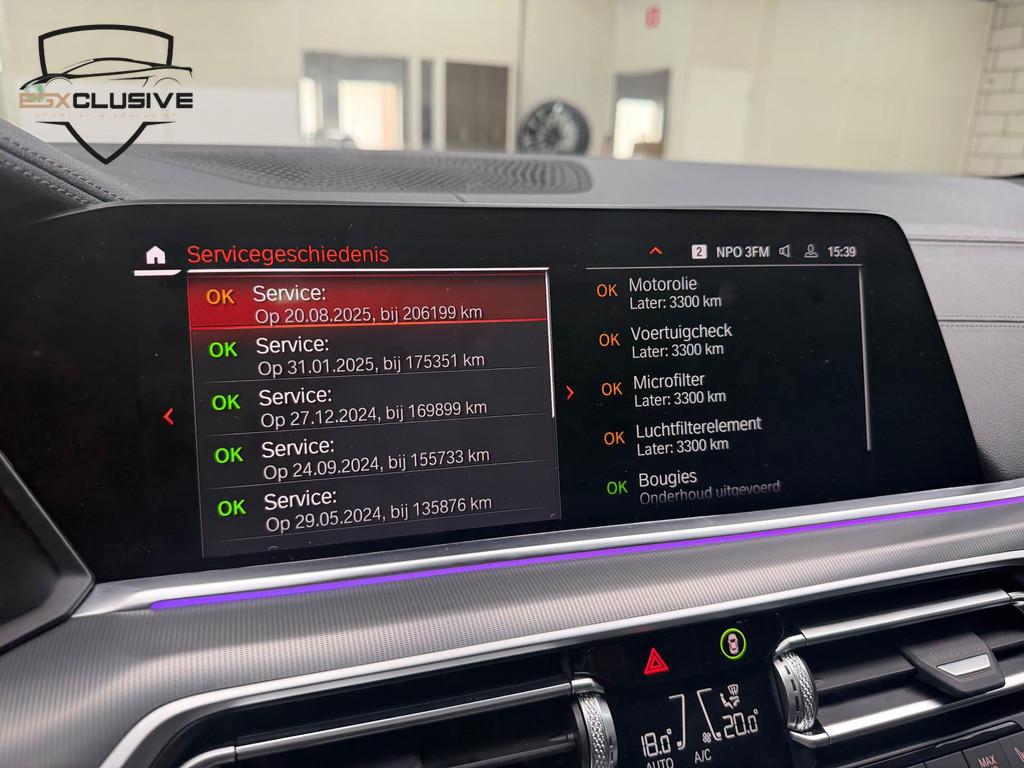 ESXCLUSIVE
Servicegeschiedenis
2 NPO 3FM 15:39
OK Service:
Op 20.08.2025, bij 206199 km
OK Service:
Op 31.01.2025, bij 175351 km
OK Service:
Op 27.12.2024, bij 169899 km
OK Service:
Op 24.09.2024, bij 155733 km
OK Service:
Op 29.05.2024, bij 135876 km
OK Motorolie
Later: 3300 km
OK Voertuigcheck
Later: 3300 km
OK Microfilter
Later: 3300 km
OK Luchtfilterelement
Later: 3300 km
OK Bougies
Onderhoud uitgevoerd
18.0°
20.0°
AUTO
A/C
MAX